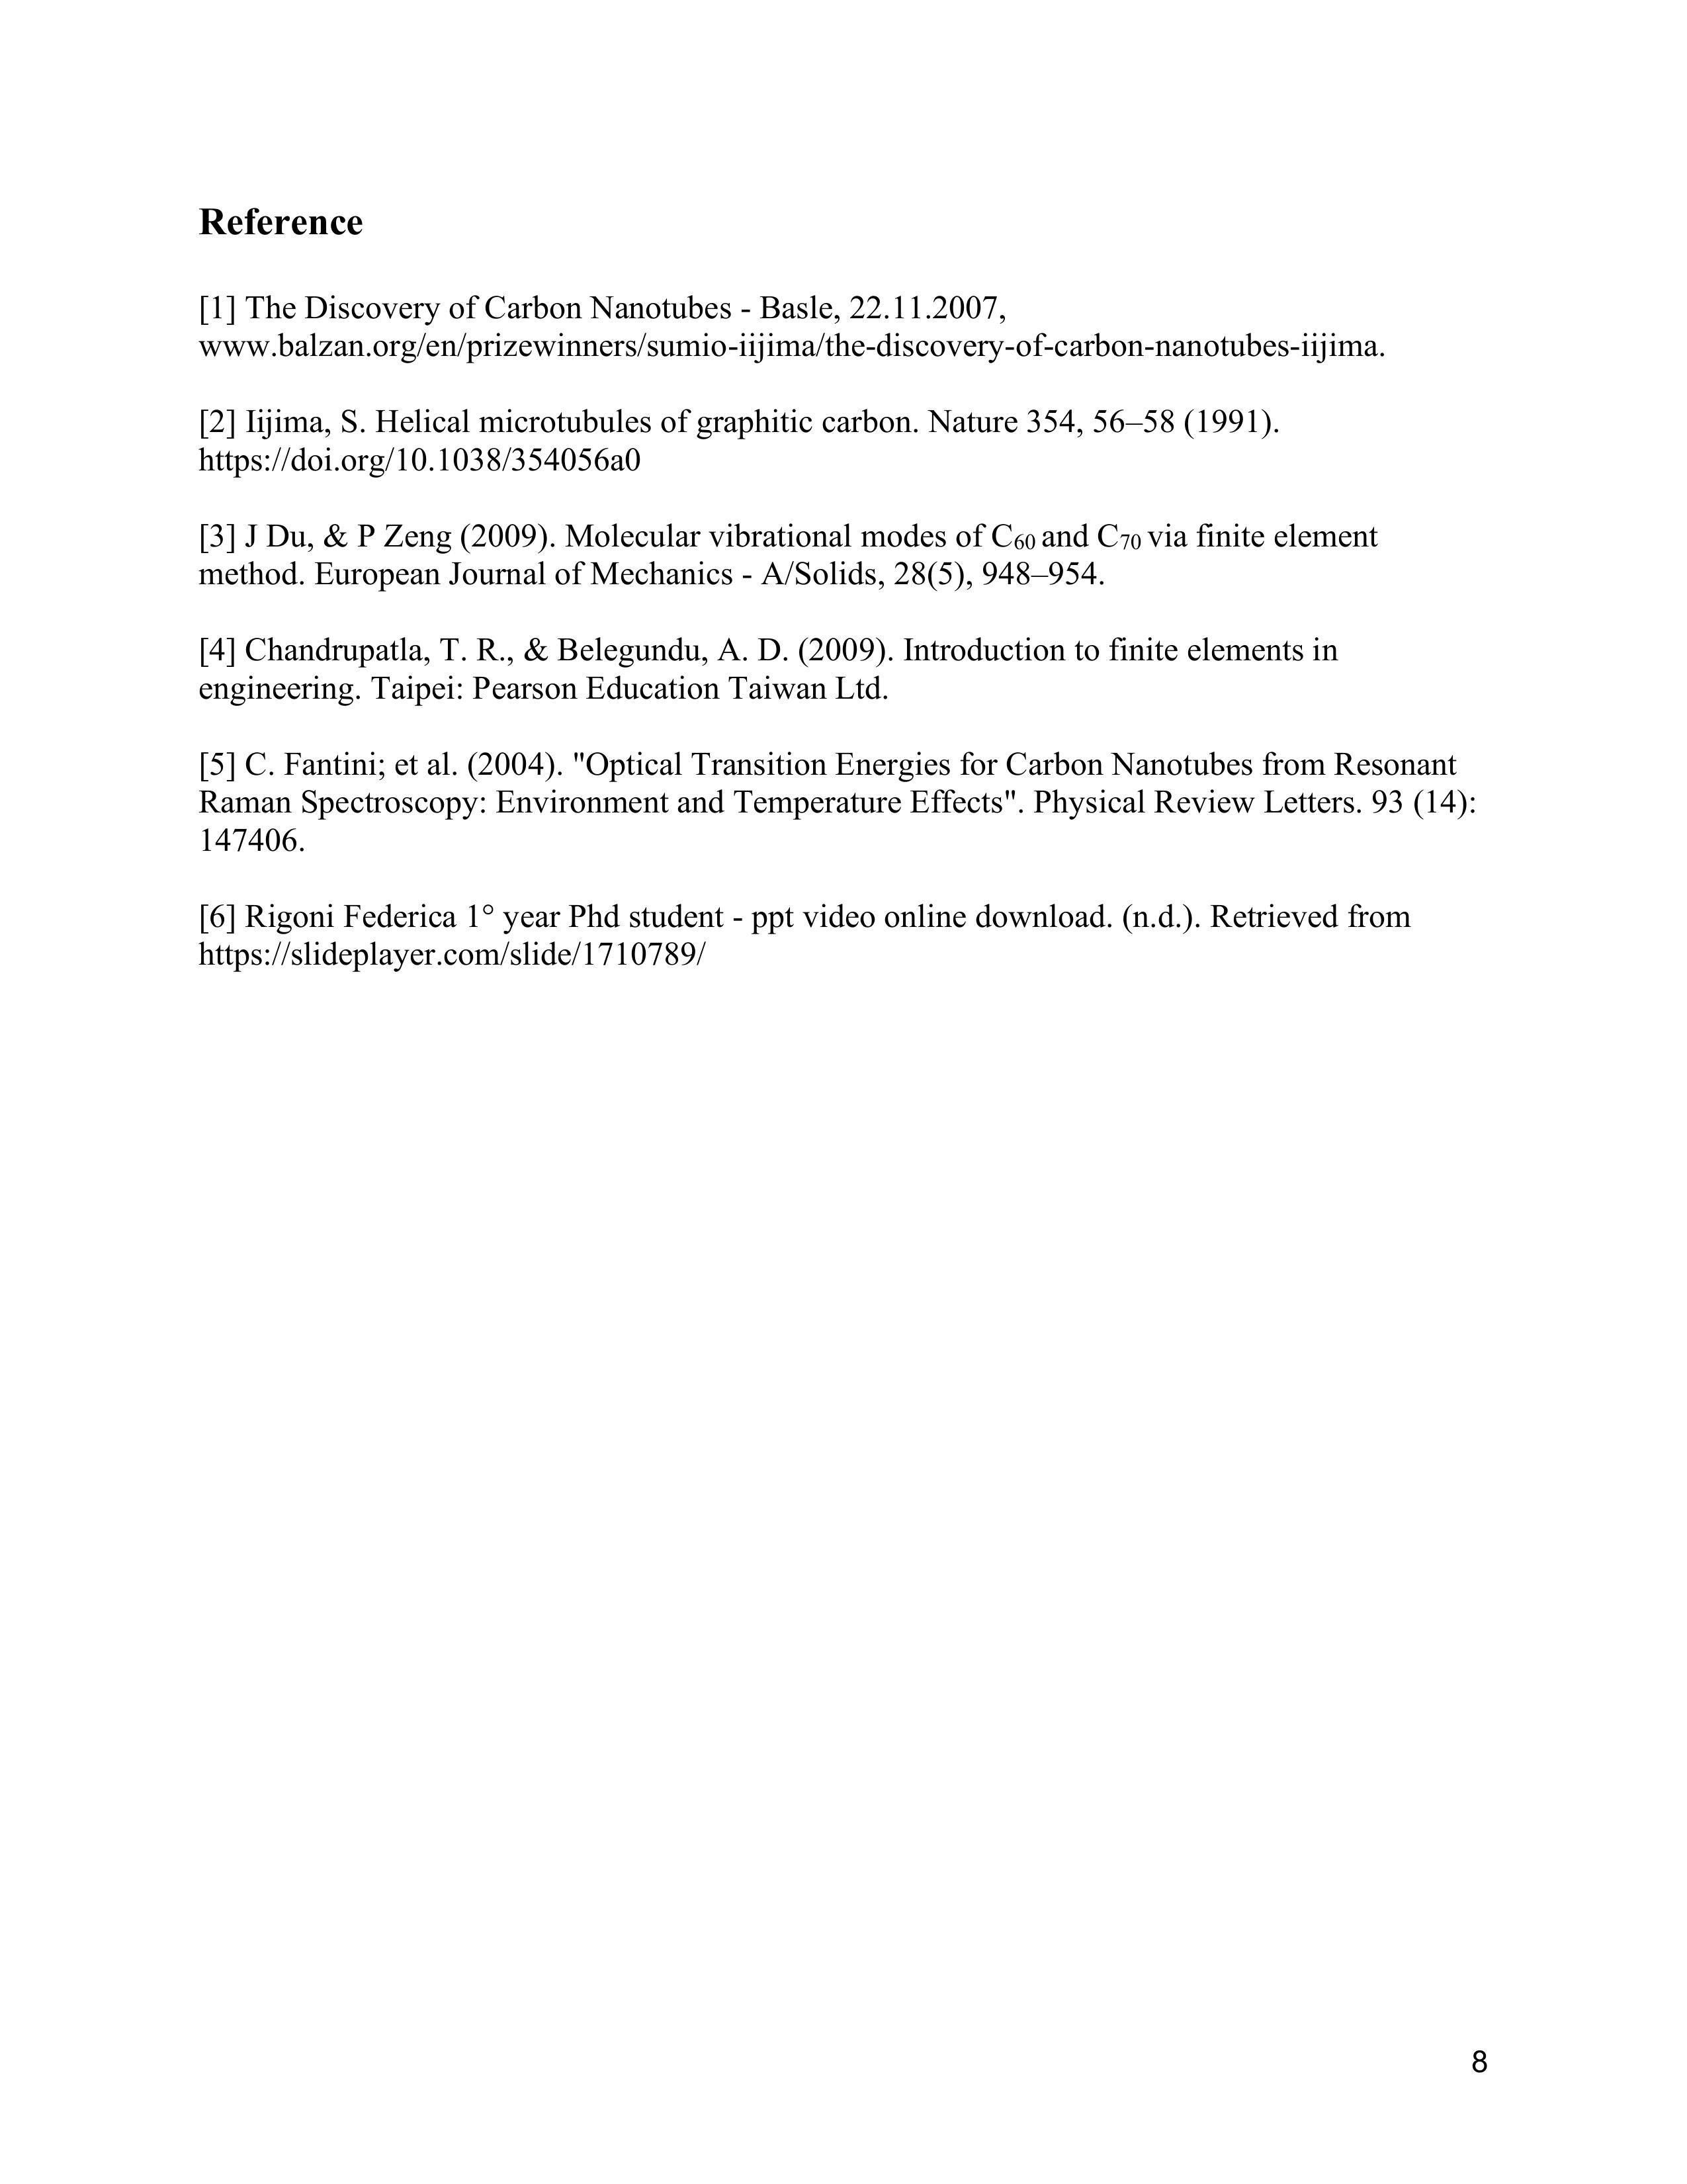 Reference
[1] The Discovery of Carbon Nanotubes - Basle, 22.11.2007,
www.balzan.org/en/prizewinners/sumio-iijima/the-discovery-of-carbon-nanotubes-iijima.
[2] Iijima, S. Helical microtubules of graphitic carbon. Nature 354, 56–58 (1991).
https://doi.org/10.1038/354056a0
[3] J Du, & P Zeng (2009). Molecular vibrational modes of C₆₀ and C₇₀ via finite element
method. European Journal of Mechanics - A/Solids, 28(5), 948–954.
[4] Chandrupatla, T. R., & Belegundu, A. D. (2009). Introduction to finite elements in
engineering. Taipei: Pearson Education Taiwan Ltd.
[5] C. Fantini; et al. (2004). "Optical Transition Energies for Carbon Nanotubes from Resonant
Raman Spectroscopy: Environment and Temperature Effects". Physical Review Letters. 93 (14):
147406.
[6] Rigoni Federica 1° year Phd student - ppt video online download. (n.d.). Retrieved from
https://slideplayer.com/slide/1710789/
8